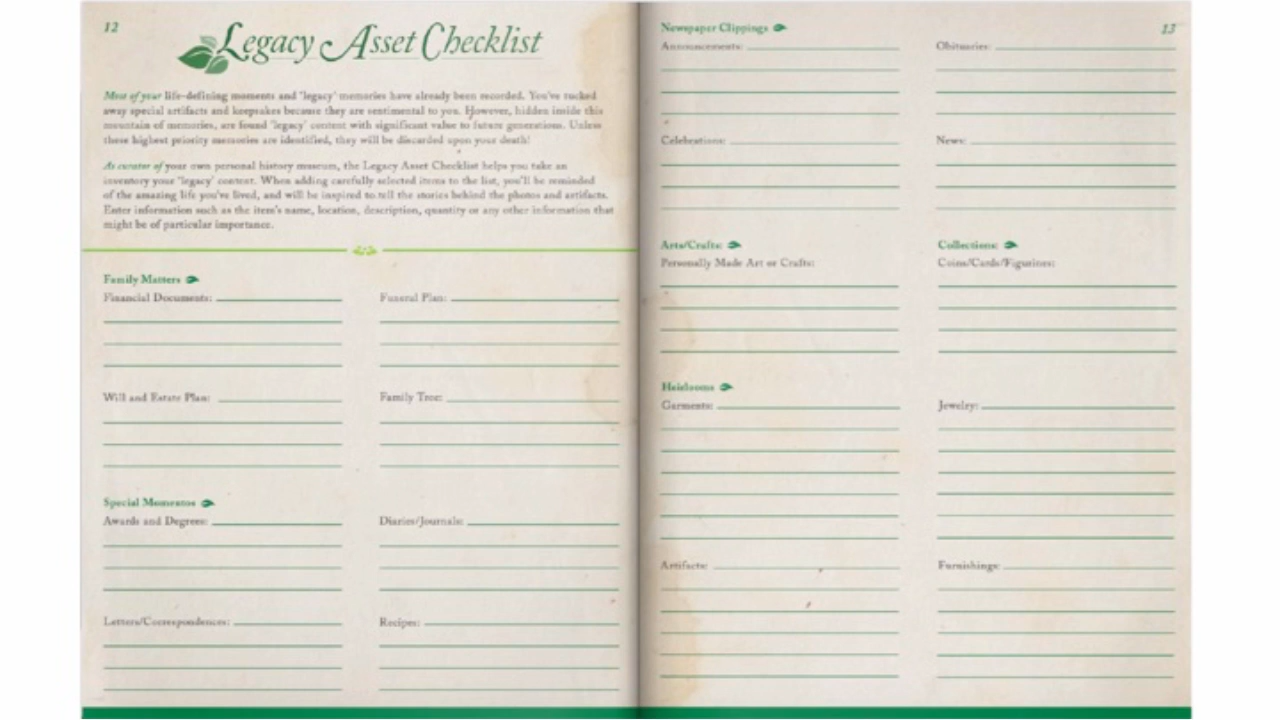 12
Legacy Asset Checklist
Most of your life-defining moments and 'legacy' memories have already been recorded. You've tucked
away special artifacts and keepsakes because they are sentimental to you. However, hidden inside this
mountain of memories, are found 'legacy' content with significant value to future generations. Unless
these highest priority memories are identified, they will be discarded upon your death!
As curator of your own personal history museum, the Legacy Asset Checklist helps you take an
inventory your 'legacy' content. When adding carefully selected items to the list, you'll be reminded
of the amazing life you've lived, and will be inspired to tell the stories behind the photos and artifacts.
Enter information such as the item's name, location, description, quantity or any other information that
might be of particular importance.
Family Matters
Financial Documents:
Funeral Plan:
Will and Estate Plan:
Family Tree:
Special Momentos
Awards and Degrees:
Diaries/Journals:
Letters/Correspondences:
Recipes:
13
Newspaper Clippings
Announcements:
Obituaries:
Celebrations:
News:
Arts/Crafts:
Collections:
Personally Made Art or Crafts:
Coins/Cards/Figurines:
Heirlooms
Garments:
Jewelry:
Artifacts:
Furnishings: